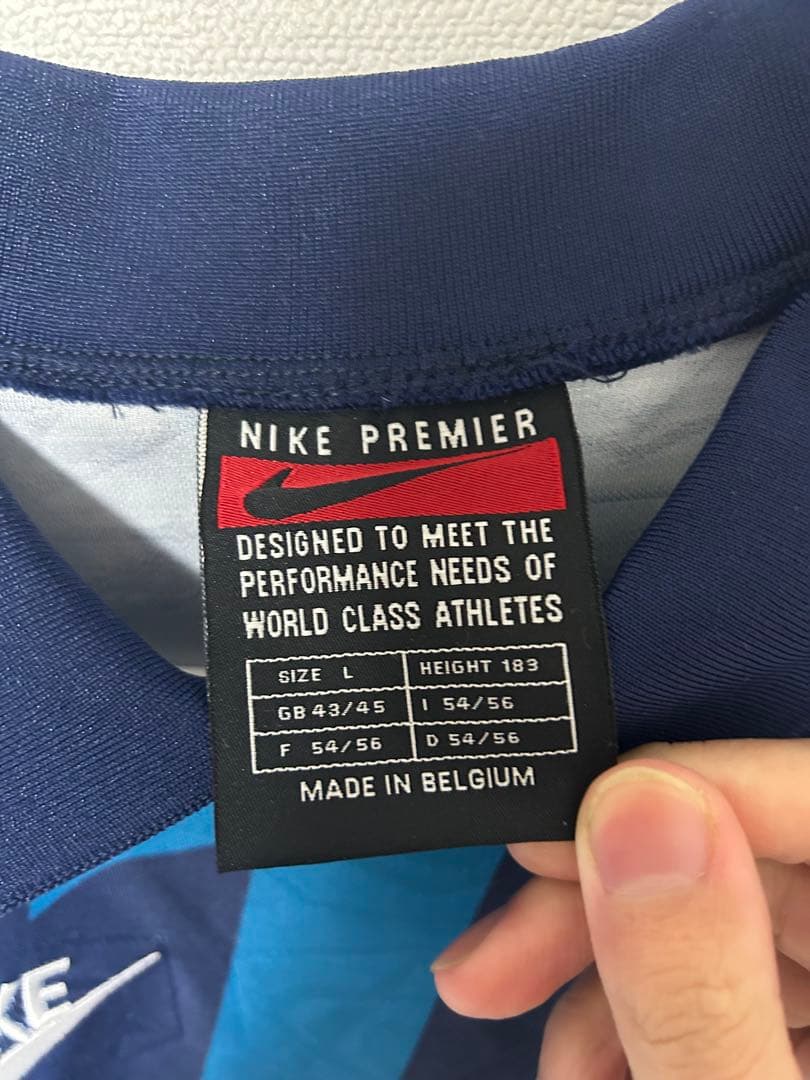 NIKE PREMIER
DESIGNED TO MEET THE
PERFORMANCE NEEDS OF
WORLD CLASS ATHLETES
SIZE L HEIGHT 183
GB 43/45 I 54/56
F 54/56 D 54/56
MADE IN BELGIUM
KE